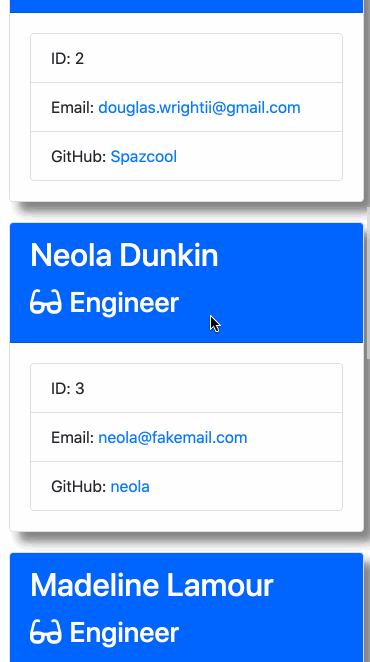 ID: 2
Email: douglas.wrightii@gmail.com
GitHub: Spazcool
Neola Dunkin
Engineer
ID: 3
Email: neola@fakemail.com
GitHub: neola
Madeline Lamour
Engineer